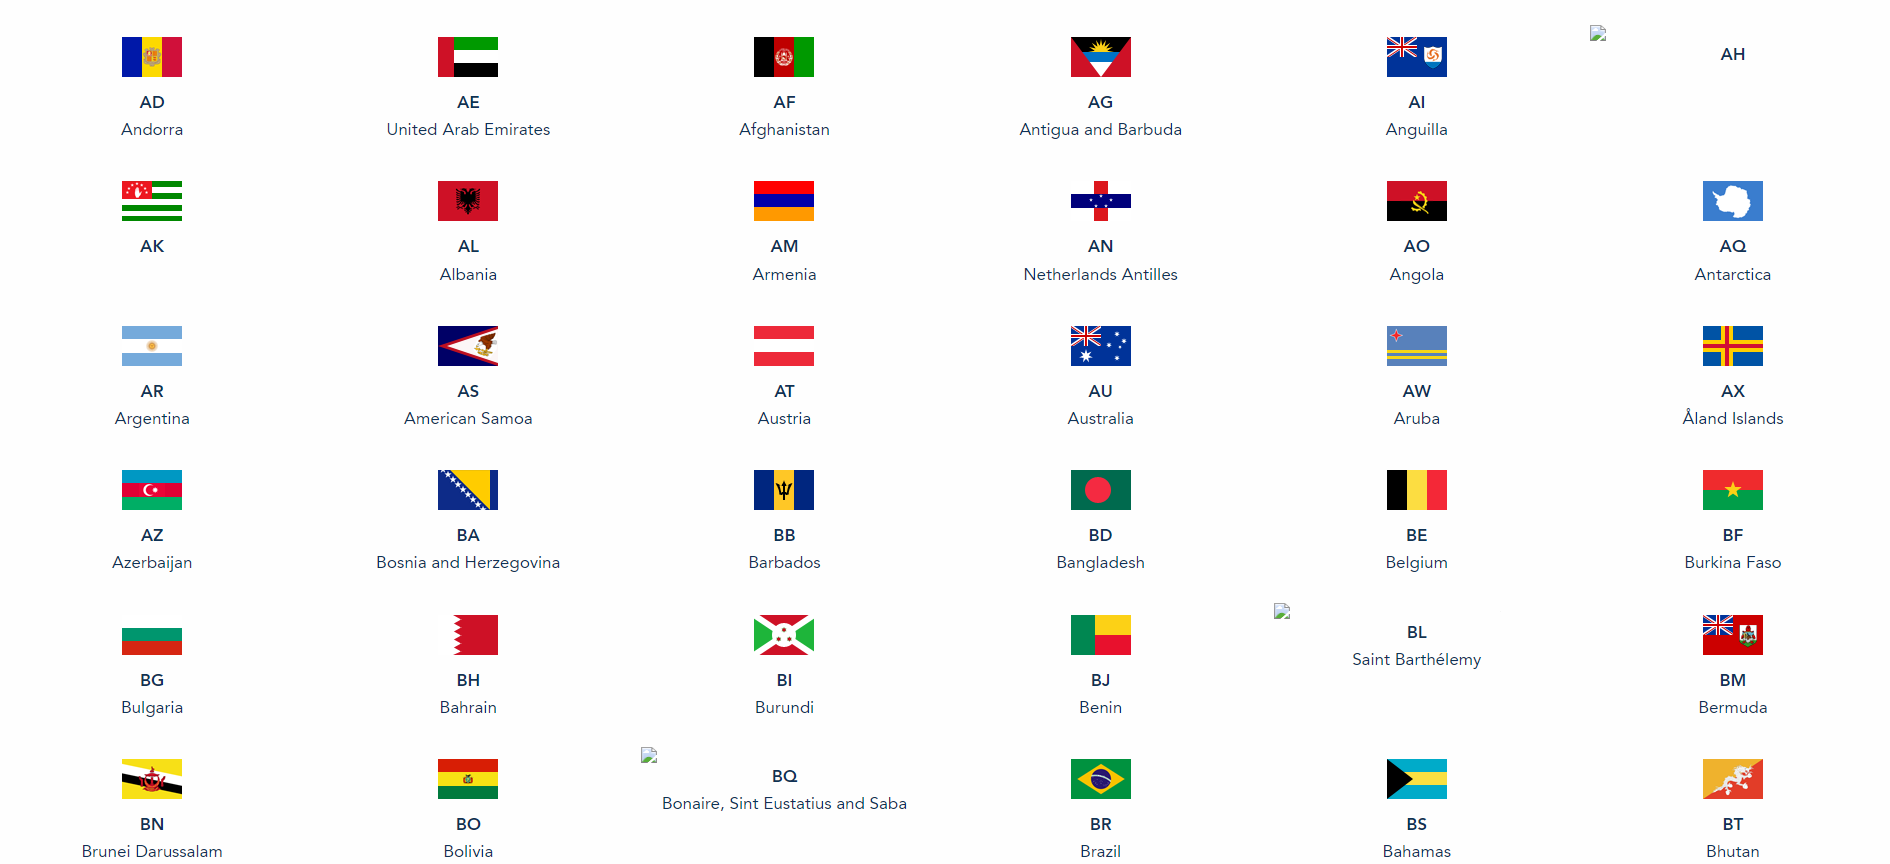 AH
AD
AE
AF
AG
AI
Andorra
United Arab Emirates
Afghanistan
Antigua and Barbuda
Anguilla
AK
AL
AM
AN
AO
AQ
Albania
Armenia
Netherlands Antilles
Angola
Antarctica
AR
AS
AT
AU
AW
AX
Argentina
American Samoa
Austria
Australia
Aruba
Åland Islands
AZ
BA
BB
BD
BE
BF
Azerbaijan
Bosnia and Herzegovina
Barbados
Bangladesh
Belgium
Burkina Faso
BL
Saint Barthélemy
BG
BH
BI
BJ
BM
Bulgaria
Bahrain
Burundi
Benin
Bermuda
BQ
Bonaire, Sint Eustatius and Saba
BN
BO
BR
BS
BT
Brunei Darussalam
Bolivia
Brazil
Bahamas
Bhutan